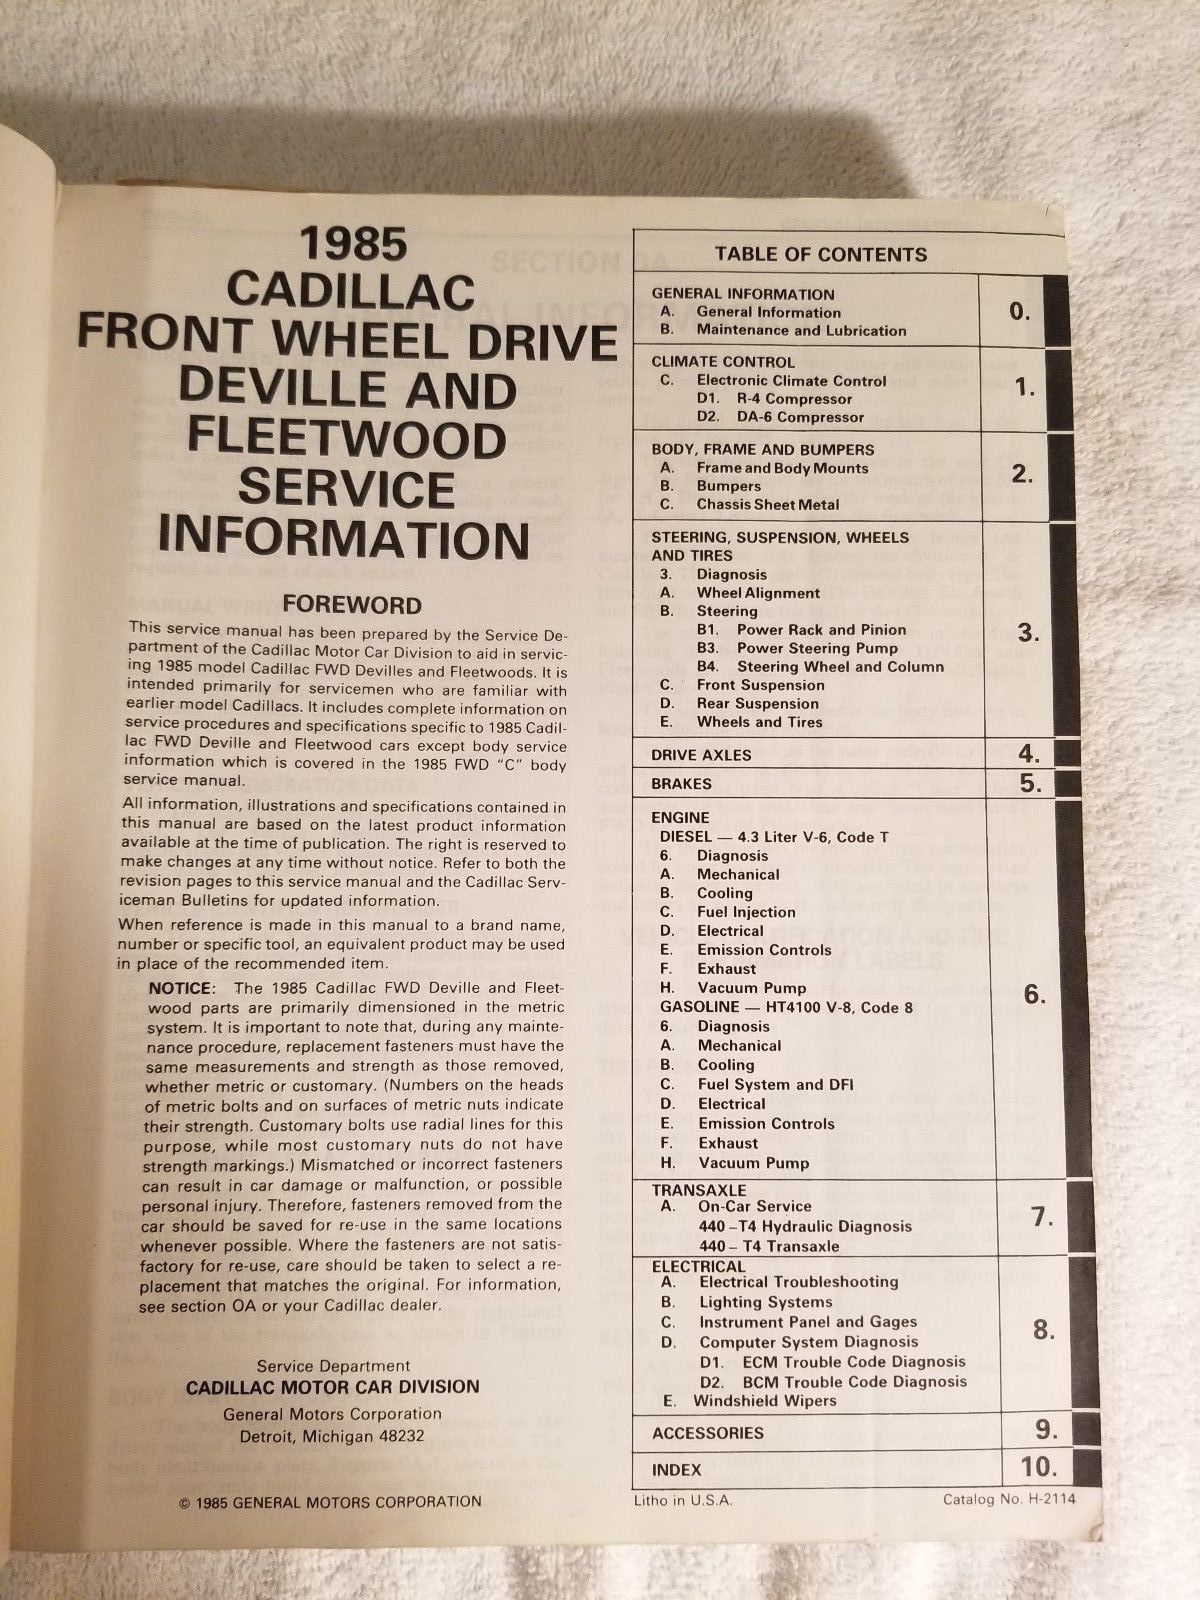 1985
CADILLAC
FRONT WHEEL DRIVE
DEVILLE AND
FLEETWOOD
SERVICE
INFORMATION
FOREWORD
This service manual has been prepared by the Service De-
partment of the Cadillac Motor Car Division to aid in servic-
ing 1985 model Cadillac FWD Devilles and Fleetwoods. It is
intended primarily for servicemen who are familiar with
earlier model Cadillacs. It includes complete information on
service procedures and specifications specific to 1985 Cadil-
lac FWD Deville and Fleetwood cars except body service
information which is covered in the 1985 FWD "C" body
service manual.
All information, illustrations and specifications contained in
this manual are based on the latest product information
available at the time of publication. The right is reserved to
make changes at any time without notice. Refer to both the
revision pages to this service manual and the Cadillac Serv-
iceman Bulletins for updated information.
When reference is made in this manual to a brand name,
number or specific tool, an equivalent product may be used
in place of the recommended item.
NOTICE: The 1985 Cadillac FWD Deville and Fleet-
wood parts are primarily dimensioned in the metric
system. It is important to note that, during any mainte-
nance procedure, replacement fasteners must have the
same measurements and strength as those removed,
whether metric or customary. (Numbers on the heads
of metric bolts and on surfaces of metric nuts indicate
their strength. Customary bolts use radial lines for this
purpose, while most customary nuts do not have
strength markings.) Mismatched or incorrect fasteners
can result in car damage or malfunction, or possible
personal injury. Therefore, fasteners removed from the
car should be saved for re-use in the same locations
whenever possible. Where the fasteners are not satis-
factory for re-use, care should be taken to select a re-
placement that matches the original. For information,
see section OA or your Cadillac dealer.
Service Department
CADILLAC MOTOR CAR DIVISION
General Motors Corporation
Detroit, Michigan 48232
© 1985 GENERAL MOTORS CORPORATION
TABLE OF CONTENTS
GENERAL INFORMATION 0.
A. General Information
B. Maintenance and Lubrication
CLIMATE CONTROL 1.
C. Electronic Climate Control
D1. R-4 Compressor
D2. DA-6 Compressor
BODY, FRAME AND BUMPERS 2.
A. Frame and Body Mounts
B. Bumpers
C. Chassis Sheet Metal
STEERING, SUSPENSION, WHEELS
AND TIRES 3.
3. Diagnosis
A. Wheel Alignment
B. Steering
B1. Power Rack and Pinion
B3. Power Steering Pump
B4. Steering Wheel and Column
C. Front Suspension
D. Rear Suspension
E. Wheels and Tires
DRIVE AXLES 4.
BRAKES 5.
ENGINE 6.
DIESEL — 4.3 Liter V-6, Code T
6. Diagnosis
A. Mechanical
B. Cooling
C. Fuel Injection
D. Electrical
E. Emission Controls
F. Exhaust
H. Vacuum Pump
GASOLINE — HT4100 V-8, Code 8
6. Diagnosis
A. Mechanical
B. Cooling
C. Fuel System and DFI
D. Electrical
E. Emission Controls
F. Exhaust
H. Vacuum Pump
TRANSAXLE 7.
A. On-Car Service
440 – T4 Hydraulic Diagnosis
440 – T4 Transaxle
ELECTRICAL 8.
A. Electrical Troubleshooting
B. Lighting Systems
C. Instrument Panel and Gages
D. Computer System Diagnosis
D1. ECM Trouble Code Diagnosis
D2. BCM Trouble Code Diagnosis
E. Windshield Wipers
ACCESSORIES 9.
INDEX 10.
Litho in U.S.A. Catalog No. H-2114